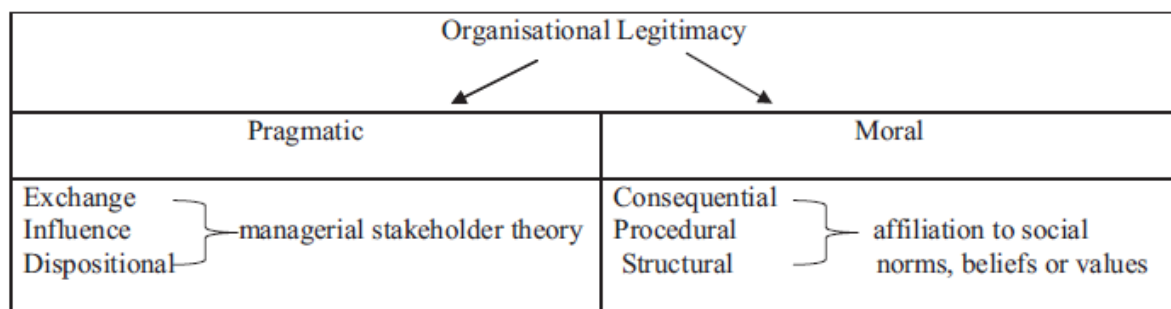 Organisational Legitimacy
Pragmatic
Moral
Exchange
Influence
Dispositional
managerial stakeholder theory
Consequential
Procedural
Structural
affiliation to social
norms, beliefs or values